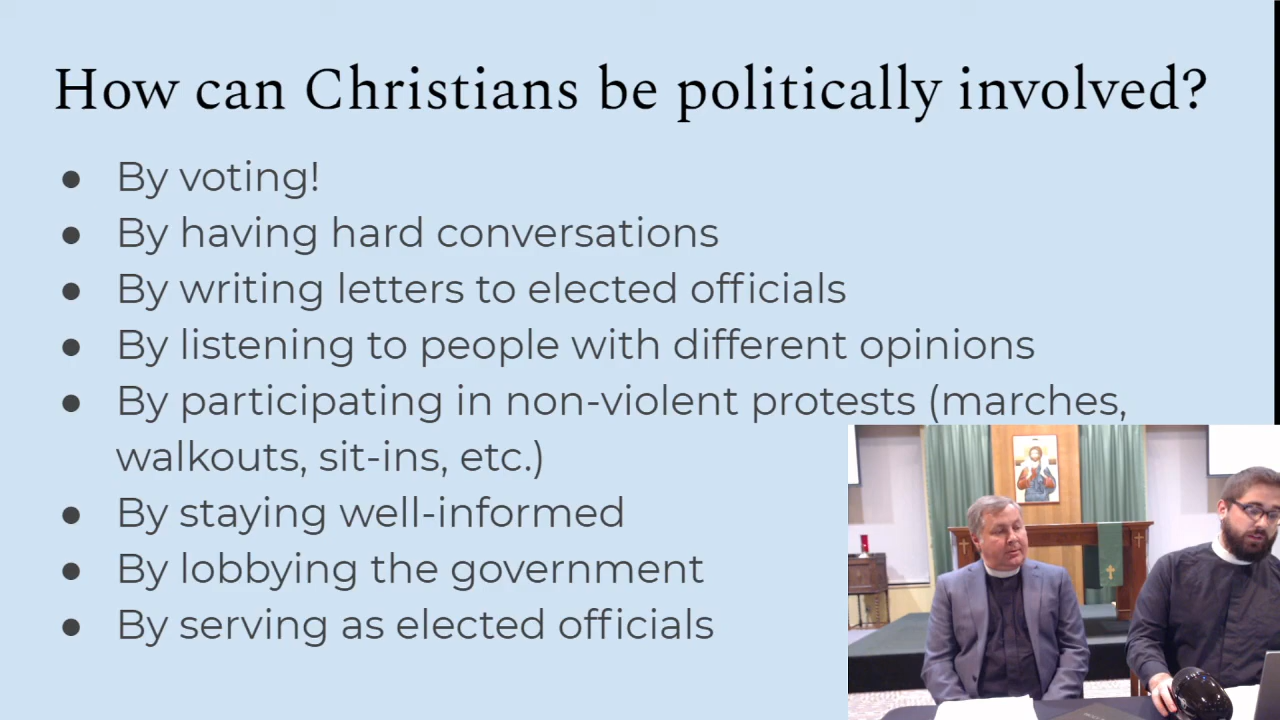 How can Christians be politically involved?
● By voting!
● By having hard conversations
● By writing letters to elected officials
● By listening to people with different opinions
● By participating in non-violent protests (marches,
walkouts, sit-ins, etc.)
● By staying well-informed
● By lobbying the government
● By serving as elected officials